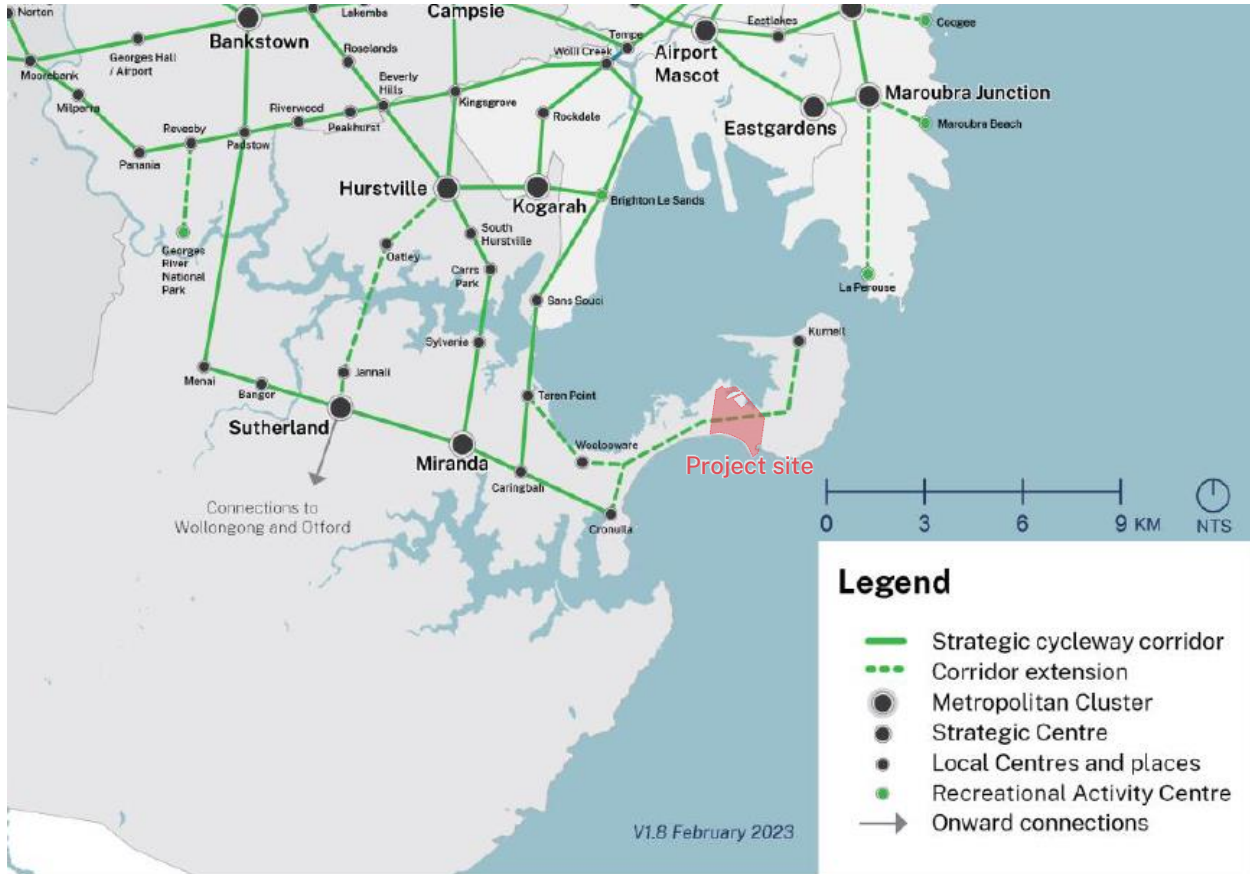 Norton
Lakemba
Campsie
Bankstown
Georges Hall
/ Airport
Moorebank
Milperra
Roselands
Beverly
Hills
Wolli Creek
Tempe
Airport
Mascot
Eastlakes
Coogee
Maroubra Junction
Maroubra Beach
Eastgardens
Kingsgrove
Rockdale
Riverwood
Peakhurst
Revesby
Padstow
Panania
Hurstville
Kogarah
Brighton Le Sands
South
Hurstville
Oatley
Carrs
Park
Georges
River
National
Park
La Perouse
Sans Souci
Sylvania
Kurnell
Menai
Bangor
Jannali
Sutherland
Taren Point
Woolooware
Miranda
Caringbah
Project site
Cronulla
Connections to
Wollongong and Otford
0 3 6 9 KM
NTS
Legend
Strategic cycleway corridor
Corridor extension
Metropolitan Cluster
Strategic Centre
Local Centres and places
Recreational Activity Centre
Onward connections
V1.8 February 2023